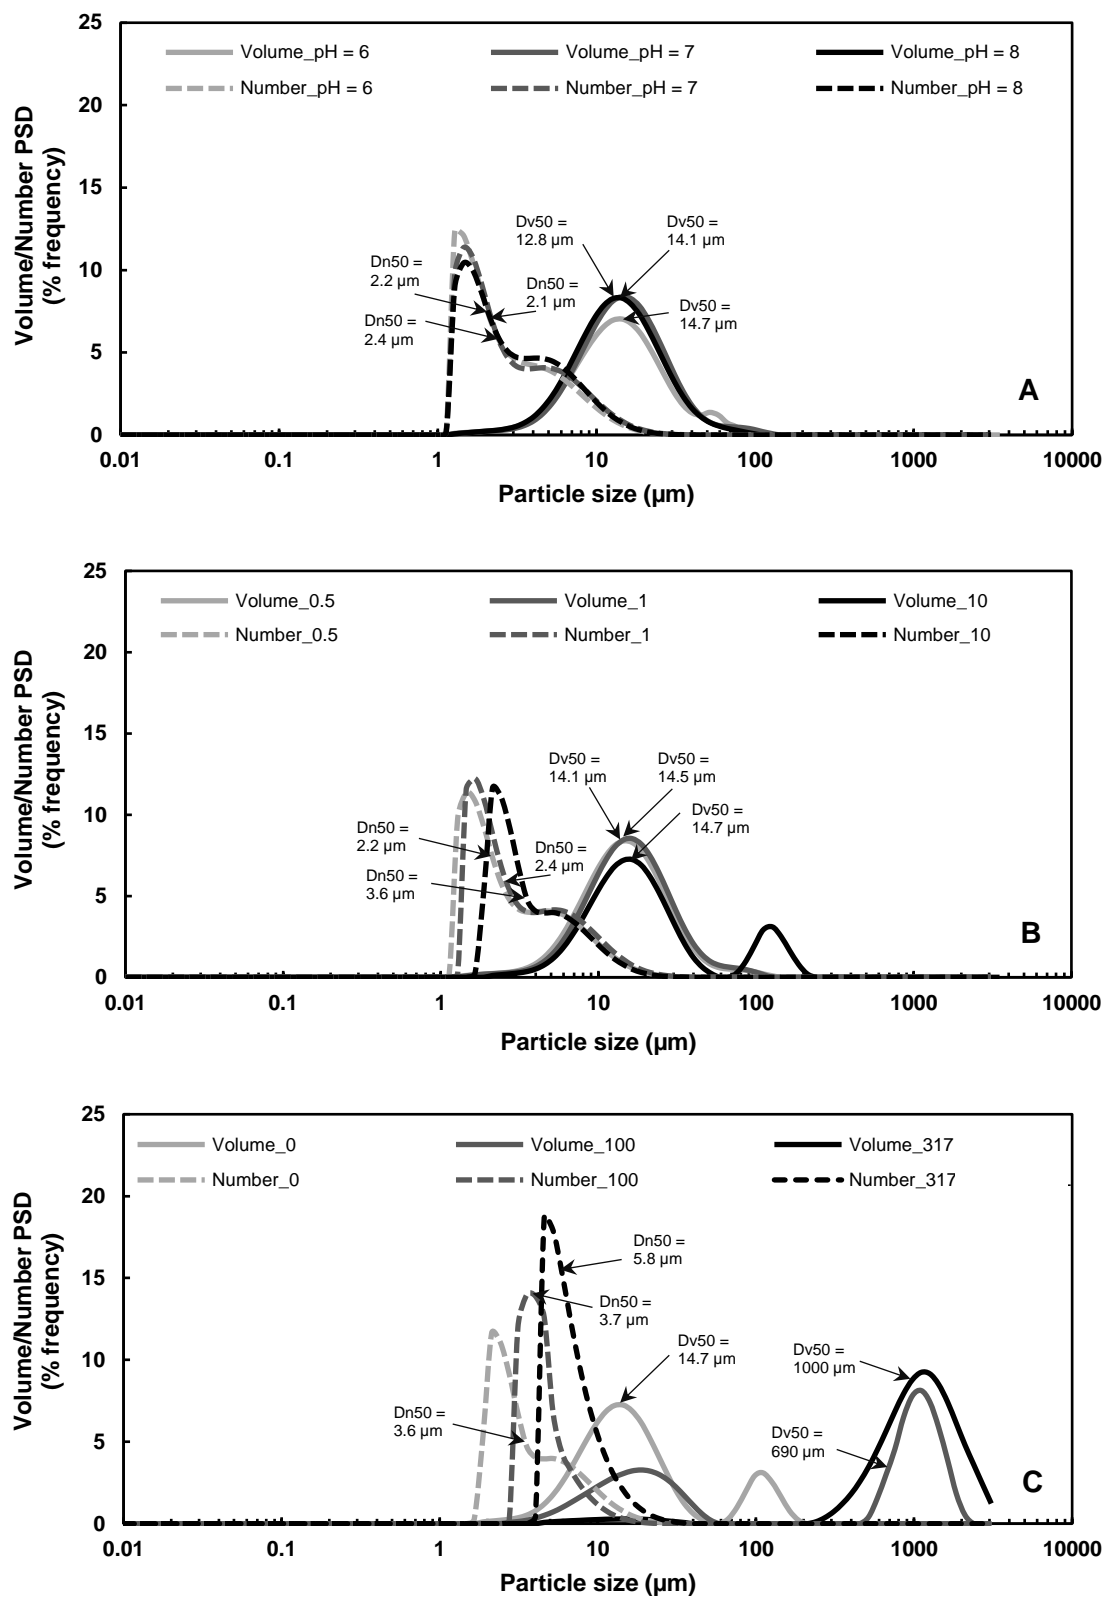 25
20
15
10
5
0
Volume/Number PSD
(% frequency)
Volume_pH = 6
Volume_pH = 7
Volume_pH = 8
Number_pH = 6
Number_pH = 7
Number_pH = 8
Dv50 =
12.8 µm
Dv50 =
14.1 µm
Dn50 =
2.2 µm
Dn50 =
2.1 µm
Dv50 =
14.7 µm
Dn50 =
2.4 µm
A
0.01
0.1
1
10
100
1000
10000
Particle size (µm)
25
20
15
10
5
0
Volume/Number PSD
(% frequency)
Volume_0.5
Volume_1
Volume_10
Number_0.5
Number_1
Number_10
Dv50 =
14.1 µm
Dv50 =
14.5 µm
Dv50 =
14.7 µm
Dn50 =
2.2 µm
Dn50 =
2.4 µm
Dn50 =
3.6 µm
B
0.01
0.1
1
10
100
1000
10000
Particle size (µm)
25
20
15
10
5
0
Volume/Number PSD
(% frequency)
Volume_0
Volume_100
Volume_317
Number_0
Number_100
Number_317
Dn50 =
5.8 µm
Dn50 =
3.7 µm
Dv50 =
14.7 µm
Dv50 =
1000 µm
Dn50 =
3.6 µm
Dv50 =
690 µm
C
0.01
0.1
1
10
100
1000
10000
Particle size (µm)